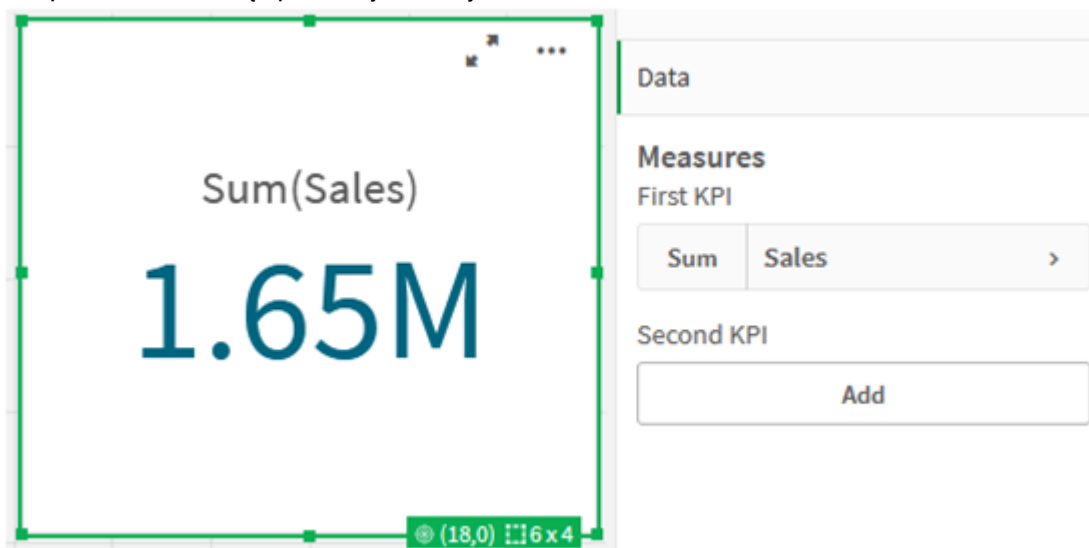 Sum(Sales)
1.65M
(18,0) 6 x 4
Data
Measures
First KPI
Sum Sales
Second KPI
Add